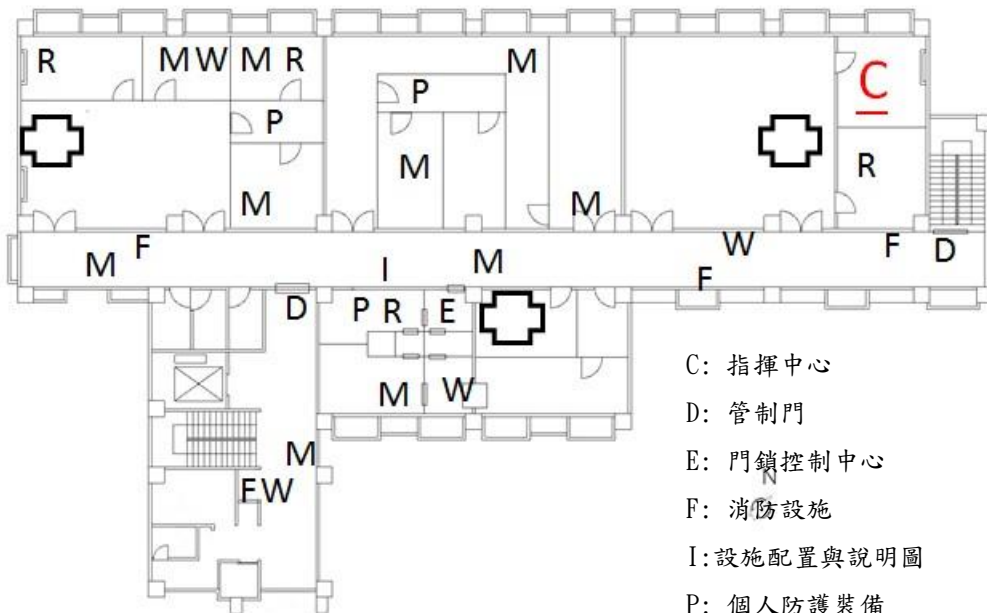 R M W M R M
P P C
M R
M M
F W F D
M I M F
D P R E
M W
M
F W
C: 指揮中心
D: 管制門
E: 門鎖控制中心
N
F: 消防設施
I:設施配置與說明圖
P: 個人防護裝備